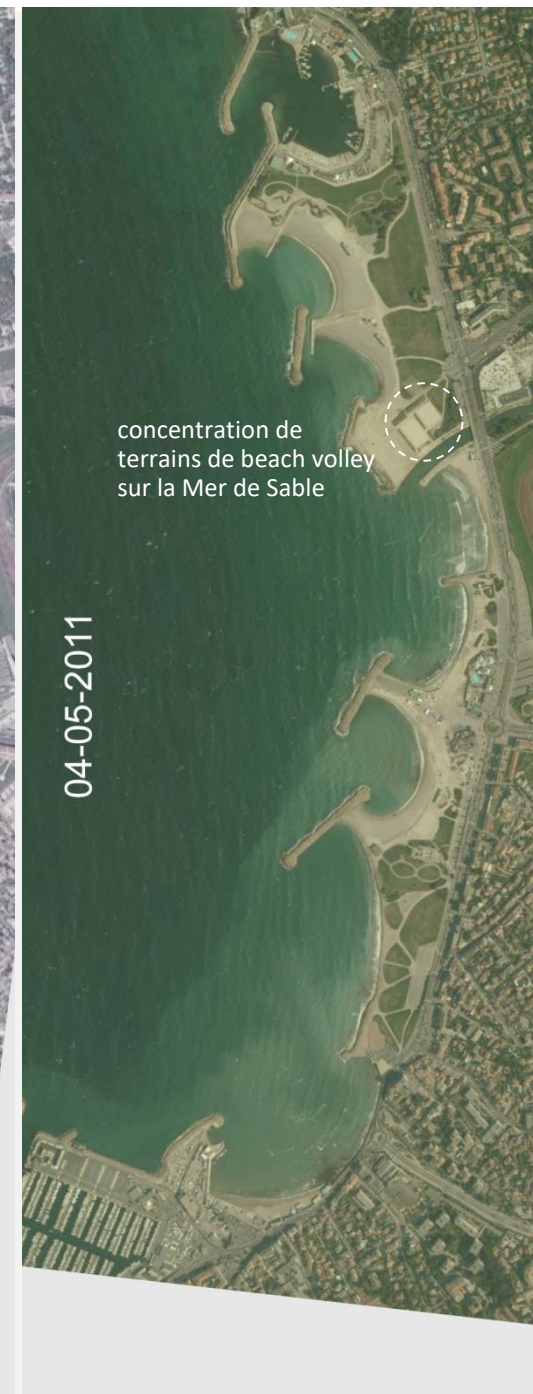 concentration de
terrains de beach volley
sur la Mer de Sable
04-05-2011